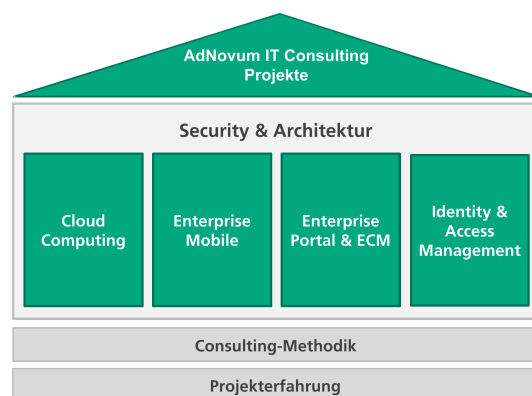 AdNovum IT Consulting
Projekte
Security & Architektur
Cloud
Computing
Enterprise
Mobile
Enterprise
Portal & ECM
Identity &
Access
Management
Consulting-Methodik
Projekterfahrung